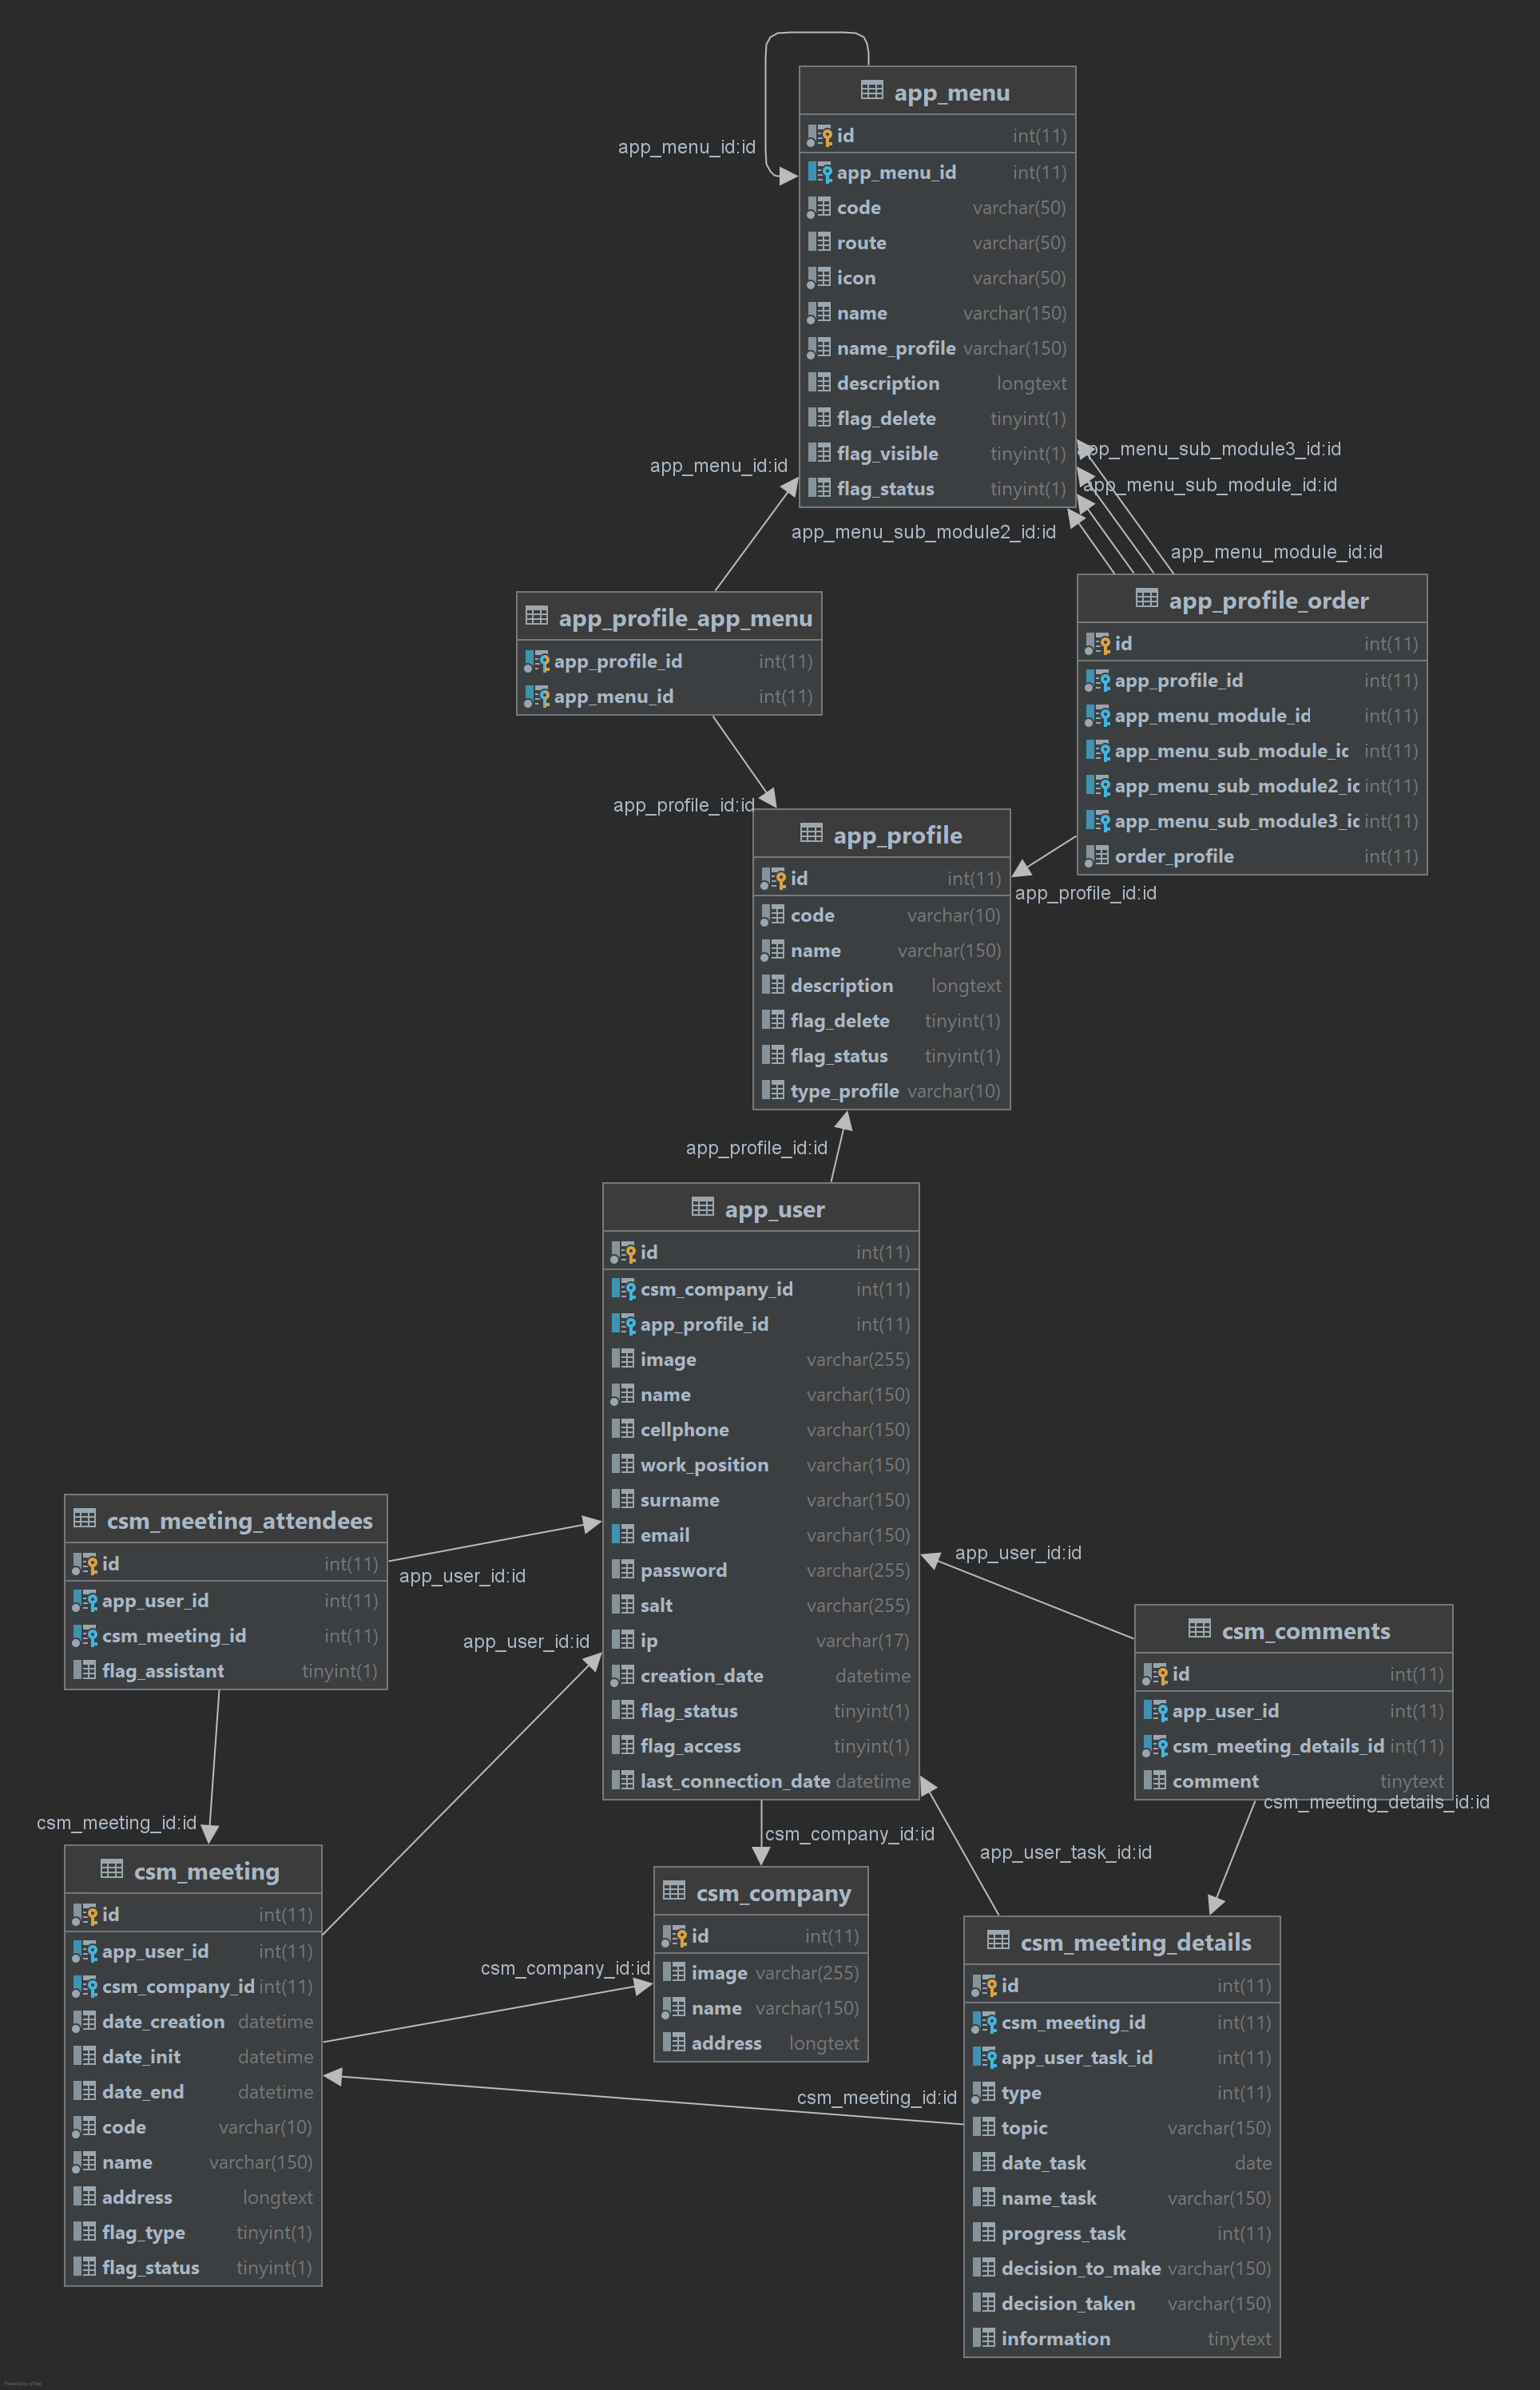 app_menu
id int(11)
app_menu_id:id
app_menu_id int(11)
code varchar(50)
route varchar(50)
icon varchar(50)
name varchar(150)
name_profile varchar(150)
description longtext
flag_delete tinyint(1)
flag_visible tinyint(1)
flag_status tinyint(1)
app_menu_sub_module3_id:id
app_menu_id:id
app_menu_sub_module_id:id
app_menu_sub_module2_id:id
app_menu_module_id:id
app_profile_app_menu
app_profile_id int(11)
app_menu_id int(11)
app_profile_order
id int(11)
app_profile_id int(11)
app_menu_module_id int(11)
app_menu_sub_module_ic int(11)
app_menu_sub_module2_ic int(11)
app_menu_sub_module3_ic int(11)
order_profile int(11)
app_profile_id:id
app_profile_id:id
app_profile
id int(11)
code varchar(10)
name varchar(150)
description longtext
flag_delete tinyint(1)
flag_status tinyint(1)
type_profile varchar(10)
app_profile_id:id
app_user
id int(11)
csm_company_id int(11)
app_profile_id int(11)
image varchar(255)
name varchar(150)
cellphone varchar(150)
work_position varchar(150)
surname varchar(150)
email varchar(150)
password varchar(255)
salt varchar(255)
ip varchar(17)
creation_date datetime
flag_status tinyint(1)
flag_access tinyint(1)
last_connection_date datetime
csm_meeting_attendees
id int(11)
app_user_id int(11)
csm_meeting_id int(11)
flag_assistant tinyint(1)
app_user_id:id
app_user_id:id
app_user_id:id
csm_comments
id int(11)
app_user_id int(11)
csm_meeting_details_id int(11)
comment tinytext
csm_meeting_details_id:id
csm_meeting_id:id
csm_company_id:id
app_user_task_id:id
csm_meeting
id int(11)
app_user_id int(11)
csm_company_id int(11)
date_creation datetime
date_init datetime
date_end datetime
code varchar(10)
name varchar(150)
address longtext
flag_type tinyint(1)
flag_status tinyint(1)
csm_company_id:id
csm_company
id int(11)
image varchar(255)
name varchar(150)
address longtext
csm_meeting_id:id
csm_meeting_details
id int(11)
csm_meeting_id int(11)
app_user_task_id int(11)
type int(11)
topic varchar(150)
date_task date
name_task varchar(150)
progress_task int(11)
decision_to_make varchar(150)
decision_taken varchar(150)
information tinytext
Powered by yFiles